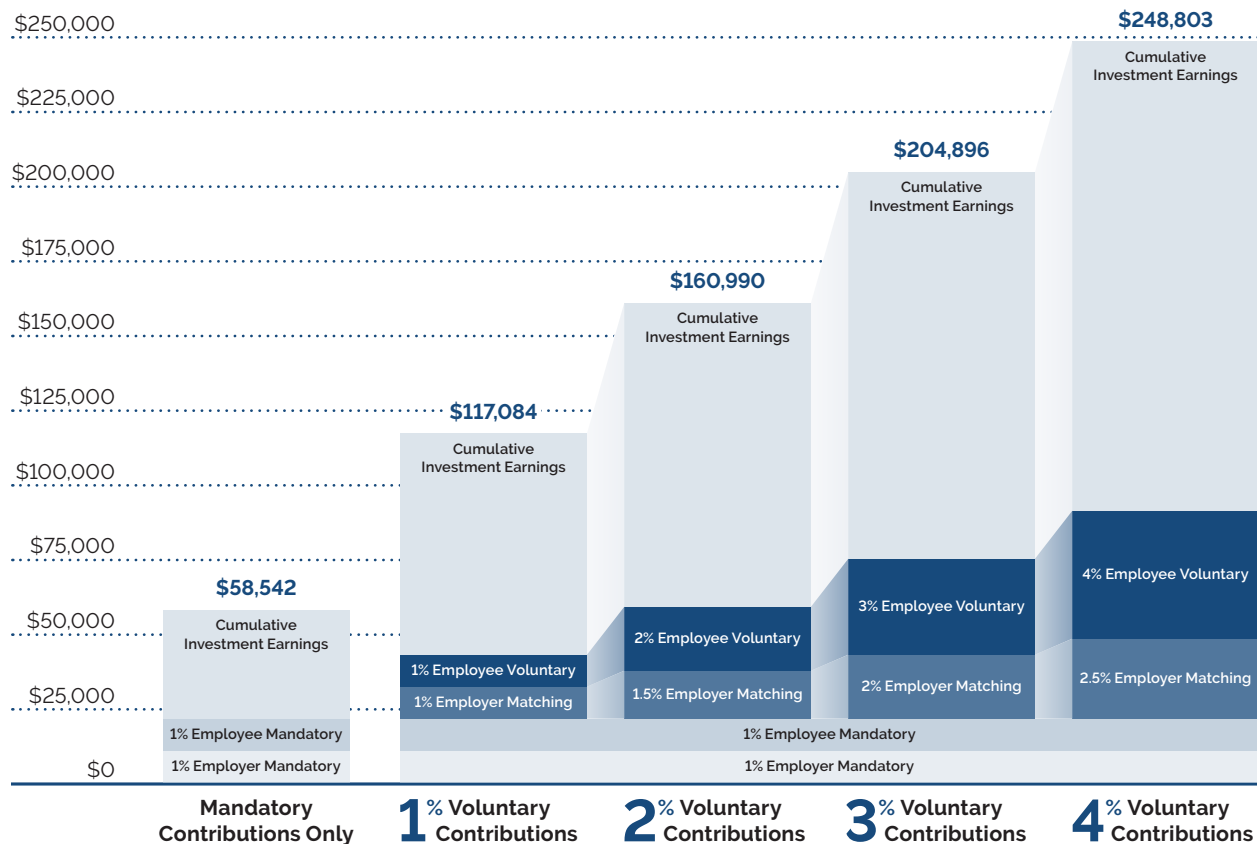 $250,000
$225,000
$200,000
$175,000
$150,000
$125,000
$100,000
$75,000
$50,000
$25,000
$0
$58,542
Cumulative
Investment Earnings
1% Employee Mandatory
1% Employer Mandatory
$117,084
Cumulative
Investment Earnings
1% Employee Voluntary
1% Employer Matching
$160,990
Cumulative
Investment Earnings
2% Employee Voluntary
1.5% Employer Matching
$204,896
Cumulative
Investment Earnings
3% Employee Voluntary
2% Employer Matching
$248,803
Cumulative
Investment Earnings
4% Employee Voluntary
2.5% Employer Matching
1% Employee Mandatory
1% Employer Mandatory
Mandatory
Contributions Only
1% Voluntary
Contributions
2% Voluntary
Contributions
3% Voluntary
Contributions
4% Voluntary
Contributions